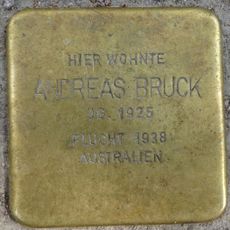 HIER WOHNTE
ANDREAS BRUCK
JG. 1925
FLUCHT 1938
AUSTRALIEN